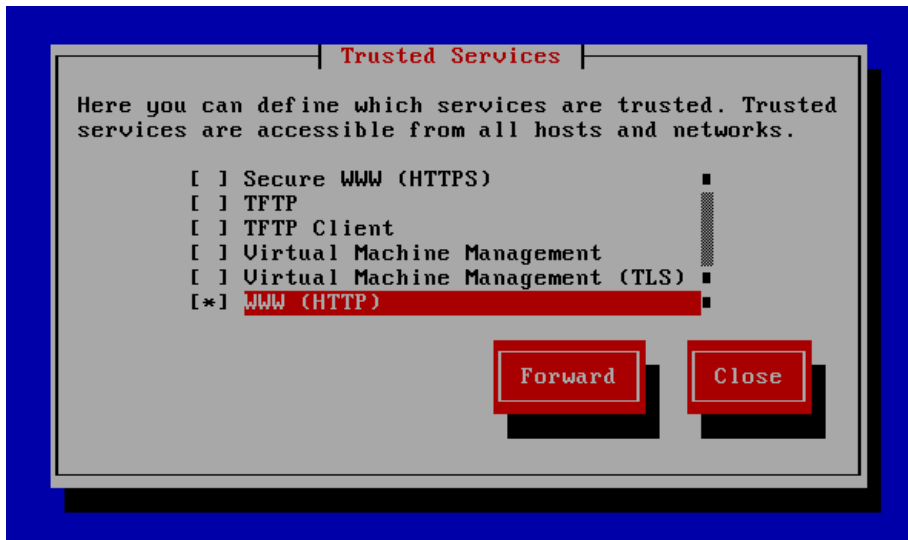 Trusted Services
Here you can define which services are trusted. Trusted
services are accessible from all hosts and networks.
[ ] Secure WWW (HTTPS)
[ ] TFTP
[ ] TFTP Client
[ ] Virtual Machine Management
[ ] Virtual Machine Management (TLS)
[*] WWW (HTTP)
Forward Close